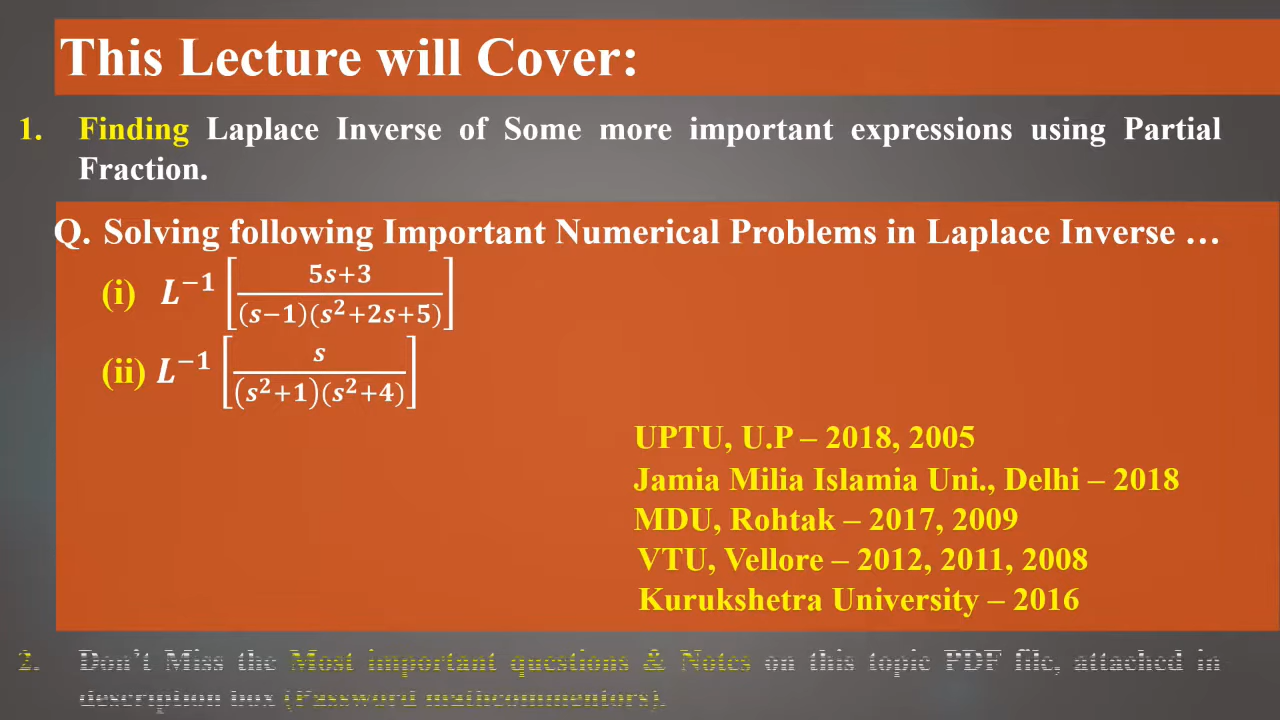 This Lecture will Cover:
1. Finding Laplace Inverse of Some more important expressions using Partial
Fraction.
Q. Solving following Important Numerical Problems in Laplace Inverse …
(i) L⁻¹ [ 5s+3 / (s−1)(s²+2s+5) ]
(ii) L⁻¹ [ s / (s²+1)(s²+4) ]
UPTU, U.P – 2018, 2005
Jamia Milia Islamia Uni., Delhi – 2018
MDU, Rohtak – 2017, 2009
VTU, Vellore – 2012, 2011, 2008
Kurukshetra University – 2016
2. Don't Miss the Most important questions & Notes on this topic PDF file, attached in
description box (Password mathcommentors).